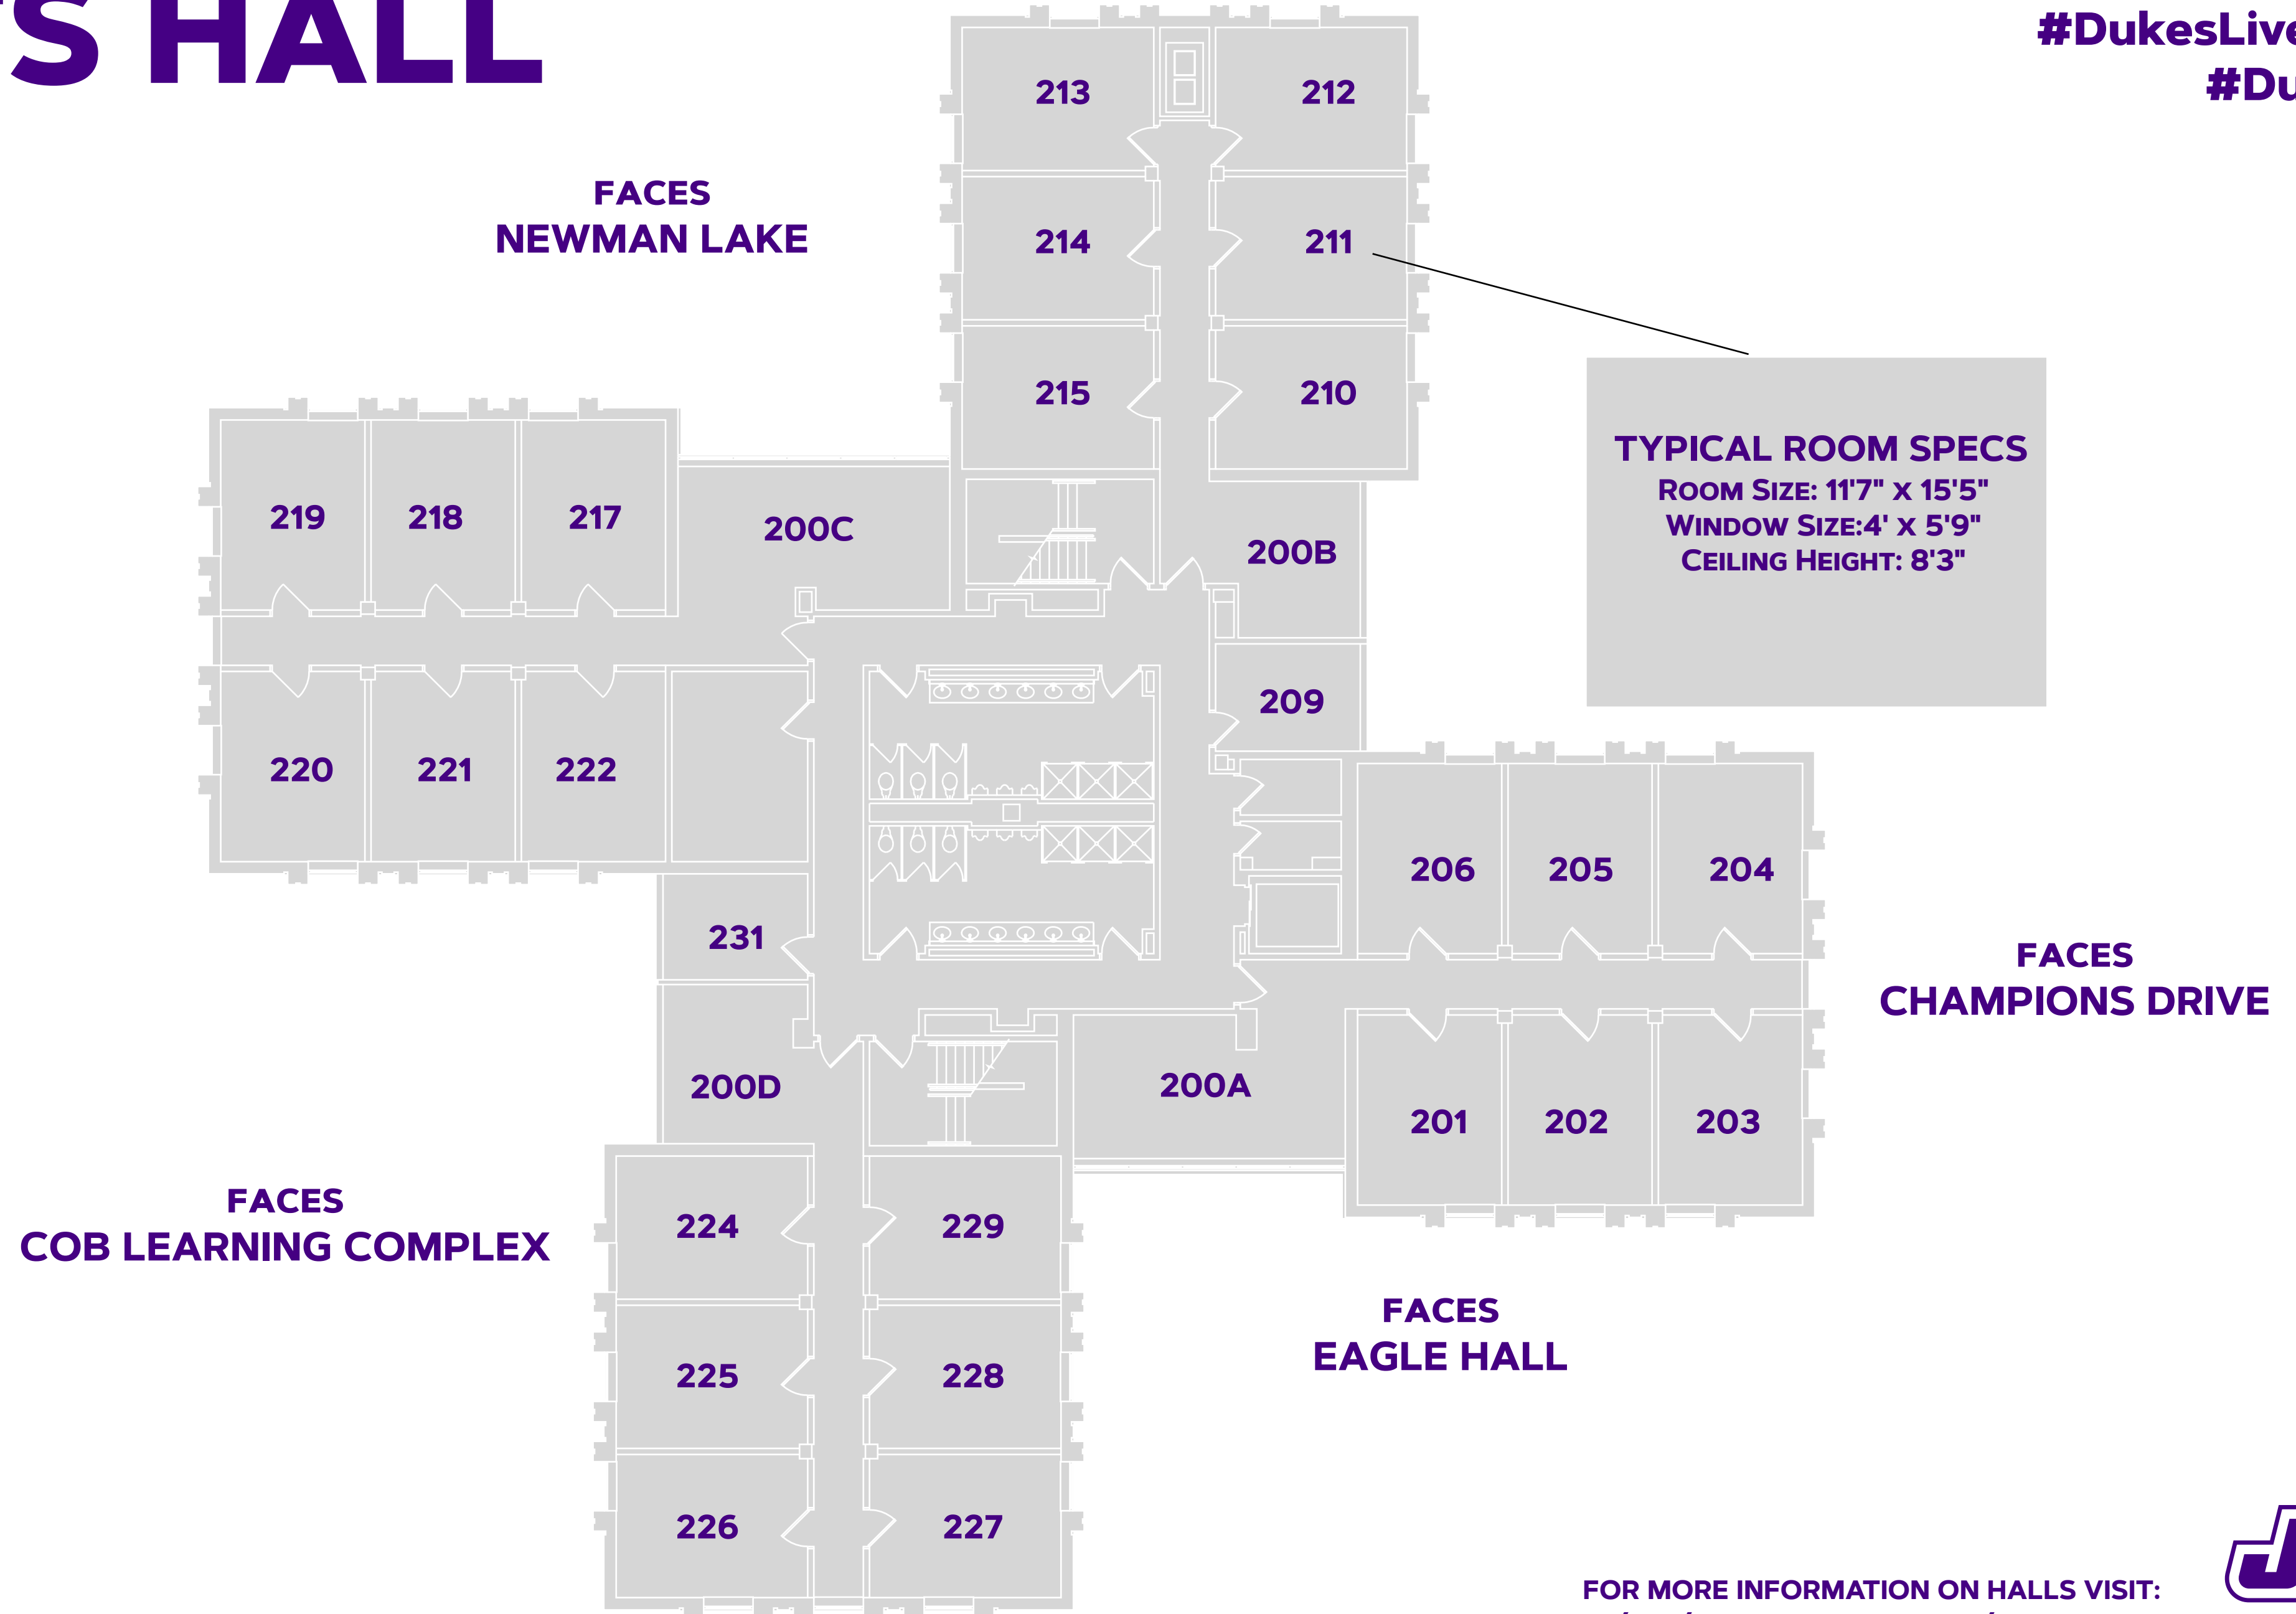 S HALL
#DukesLive
#Du
FACES
NEWMAN LAKE
213
212
214
211
215
210
TYPICAL ROOM SPECS
ROOM SIZE: 11'7" X 15'5"
WINDOW SIZE:4' X 5'9"
CEILING HEIGHT: 8'3"
219
218
217
200C
200B
209
220
221
222
206
205
204
231
FACES
CHAMPIONS DRIVE
200D
200A
201
202
203
FACES
COB LEARNING COMPLEX
224
229
225
228
226
227
FACES
EAGLE HALL
FOR MORE INFORMATION ON HALLS VISIT: